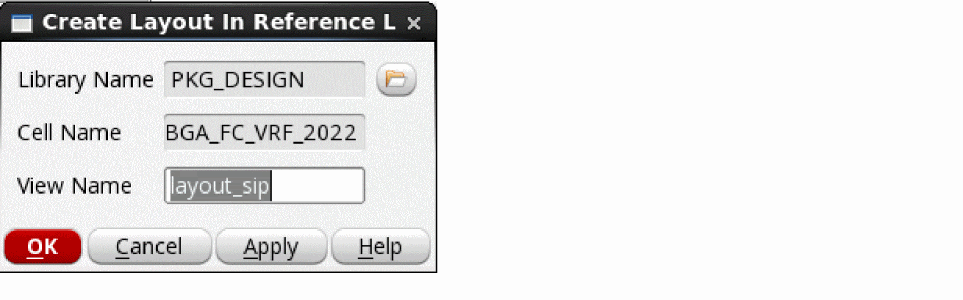 Create Layout In Reference L
Library Name PKG_DESIGN
Cell Name BGA_FC_VRF_2022
View Name layout_sip
OK Cancel Apply Help